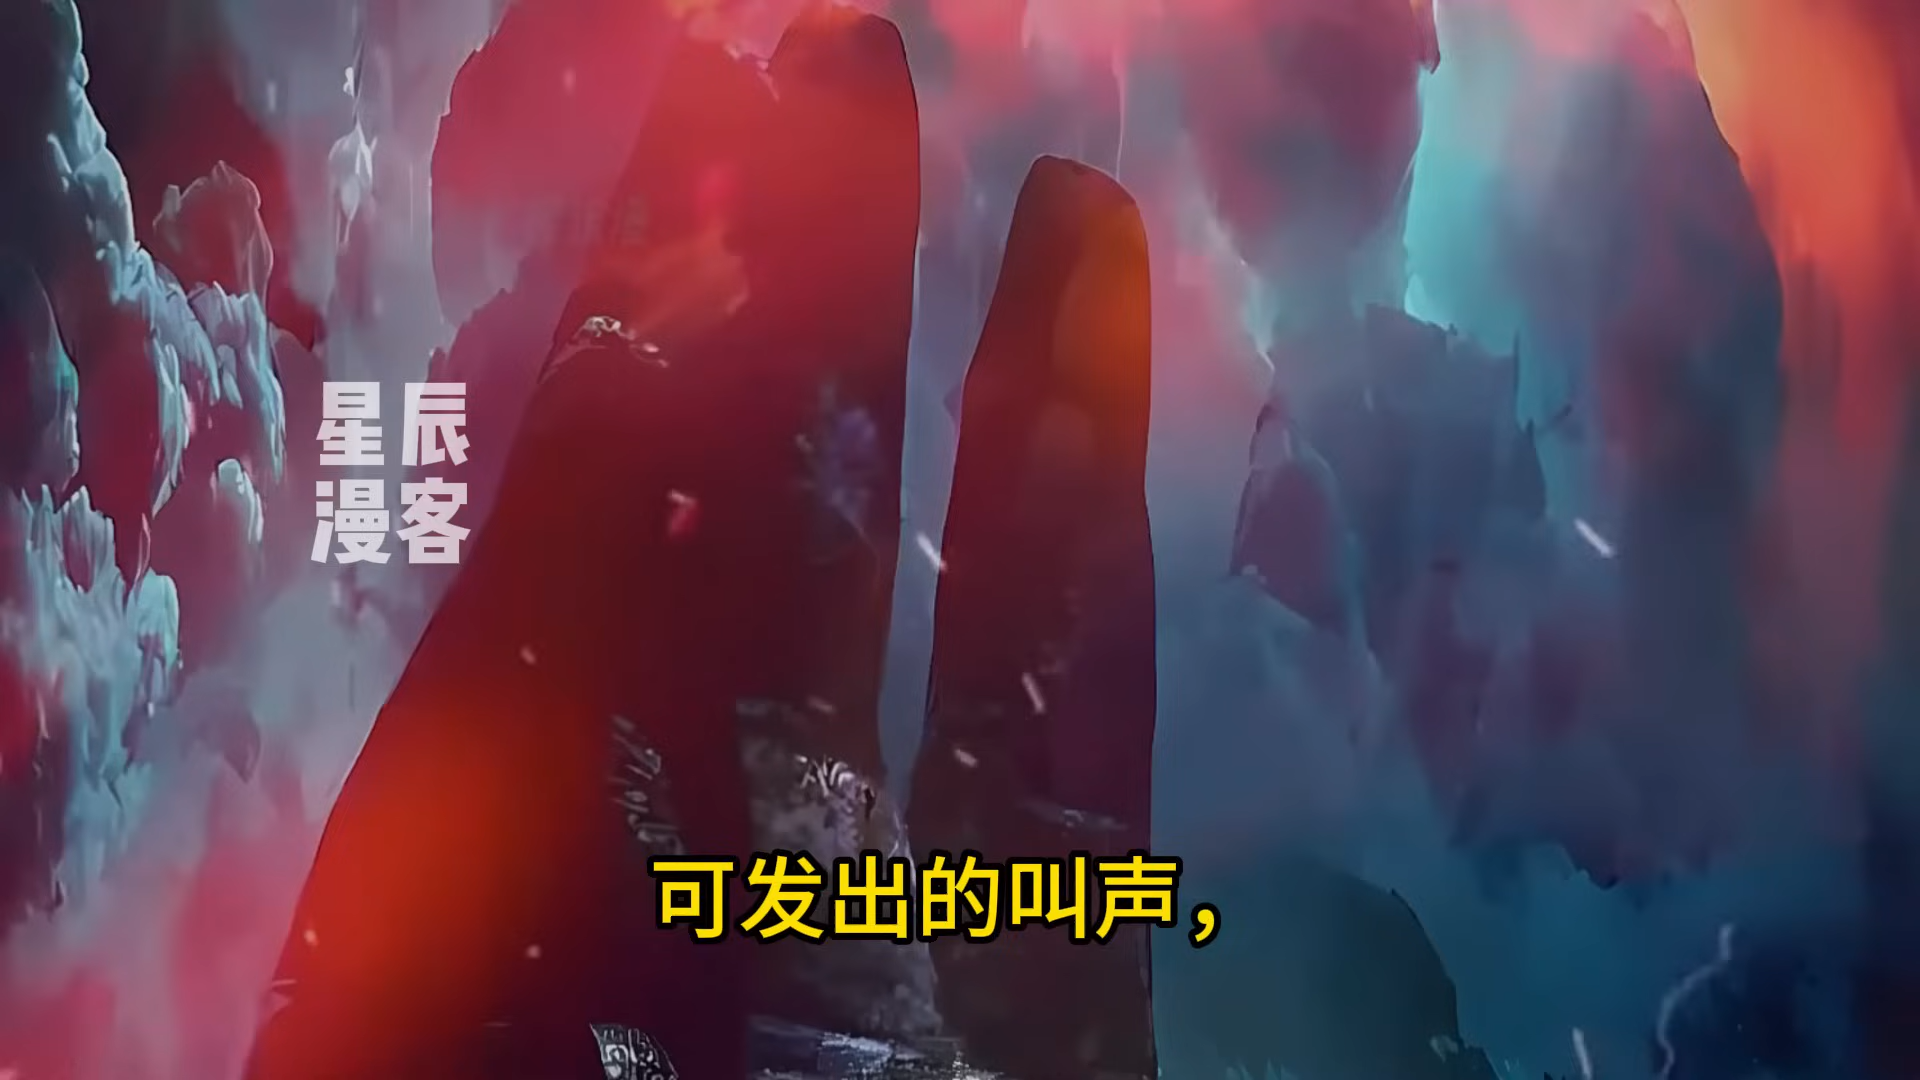 星辰
漫客
可发出的叫声，